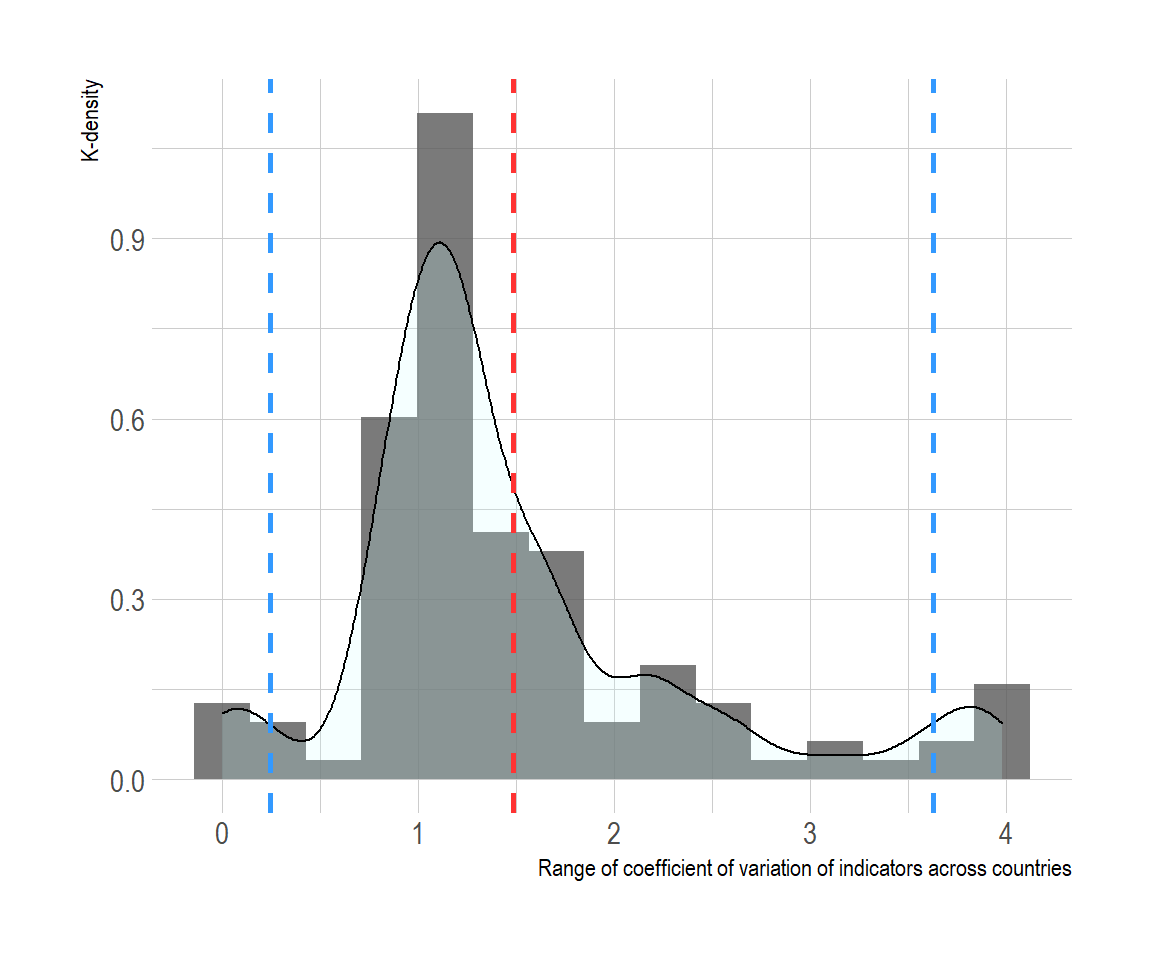 K-density
0.9
0.6
0.3
0.0
0 1 2 3 4
Range of coefficient of variation of indicators across countries